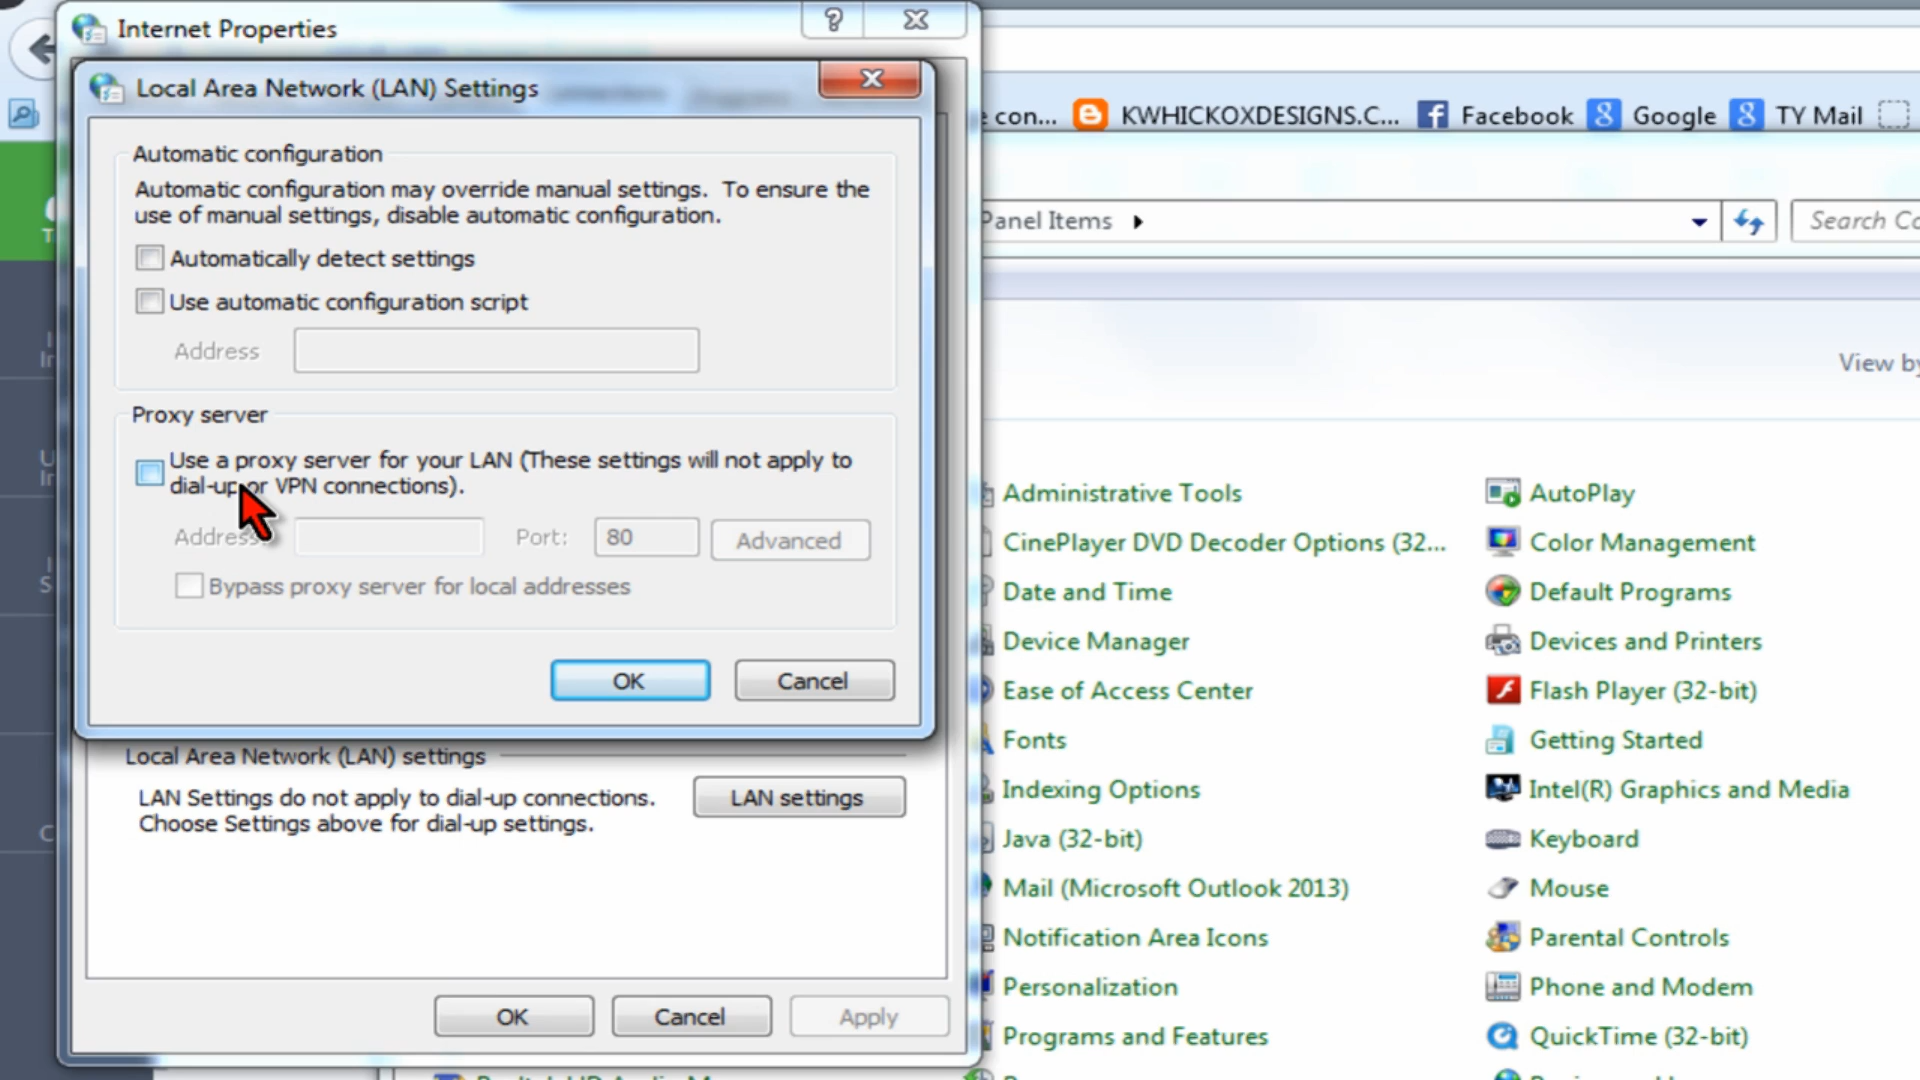 Internet Properties
Local Area Network (LAN) Settings
con...
KWHICKOXDESIGNS.C...
Facebook
Google
TY Mail
Automatic configuration
Automatic configuration may override manual settings. To ensure the
use of manual settings, disable automatic configuration.
Automatically detect settings
Use automatic configuration script
Address
Panel Items
Search Co
View by
Proxy server
Use a proxy server for your LAN (These settings will not apply to
dial-up or VPN connections).
Address:
Port:
80
Advanced
Bypass proxy server for local addresses
OK
Cancel
Local Area Network (LAN) settings
LAN Settings do not apply to dial-up connections.
Choose Settings above for dial-up settings.
LAN settings
OK
Cancel
Apply
Administrative Tools
CinePlayer DVD Decoder Options (32...
Date and Time
Device Manager
Ease of Access Center
Fonts
Indexing Options
Java (32-bit)
Mail (Microsoft Outlook 2013)
Notification Area Icons
Personalization
Programs and Features
AutoPlay
Color Management
Default Programs
Devices and Printers
Flash Player (32-bit)
Getting Started
Intel(R) Graphics and Media
Keyboard
Mouse
Parental Controls
Phone and Modem
QuickTime (32-bit)